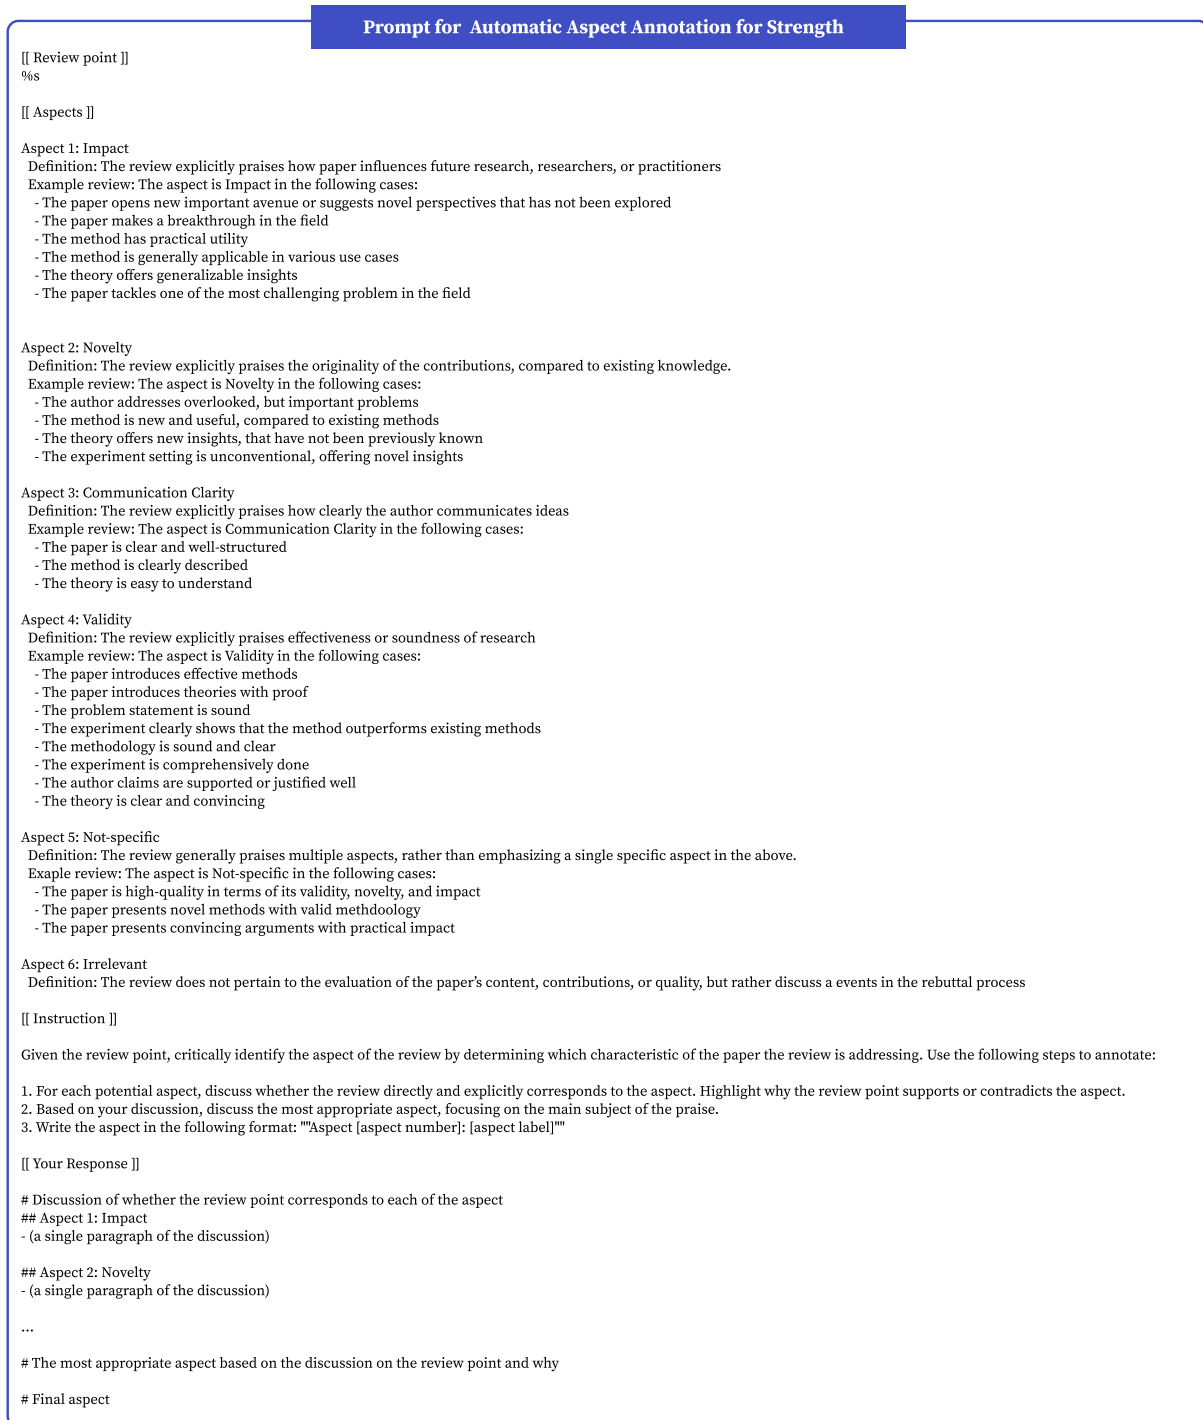 Prompt for  Automatic Aspect Annotation for Strength
[[ Review point ]]
%s
[[ Aspects ]]
Aspect 1: Impact
Definition: The review explicitly praises how paper influences future research, researchers, or practitioners
Example review: The aspect is Impact in the following cases:
- The paper opens new important avenue or suggests novel perspectives that has not been explored
- The paper makes a breakthrough in the field
- The method has practical utility
- The method is generally applicable in various use cases
- The theory offers generalizable insights
- The paper tackles one of the most challenging problem in the field
Aspect 2: Novelty
Definition: The review explicitly praises the originality of the contributions, compared to existing knowledge.
Example review: The aspect is Novelty in the following cases:
- The author addresses overlooked, but important problems
- The method is new and useful, compared to existing methods
- The theory offers new insights, that have not been previously known
- The experiment setting is unconventional, offering novel insights
Aspect 3: Communication Clarity
Definition: The review explicitly praises how clearly the author communicates ideas
Example review: The aspect is Communication Clarity in the following cases:
- The paper is clear and well-structured
- The method is clearly described
- The theory is easy to understand
Aspect 4: Validity
Definition: The review explicitly praises effectiveness or soundness of research
Example review: The aspect is Validity in the following cases:
- The paper introduces effective methods
- The paper introduces theories with proof
- The problem statement is sound
- The experiment clearly shows that the method outperforms existing methods
- The methodology is sound and clear
- The experiment is comprehensively done
- The author claims are supported or justified well
- The theory is clear and convincing
Aspect 5: Not-specific
Definition: The review generally praises multiple aspects, rather than emphasizing a single specific aspect in the above.
Exaple review: The aspect is Not-specific in the following cases:
- The paper is high-quality in terms of its validity, novelty, and impact
- The paper presents novel methods with valid methdoology
- The paper presents convincing arguments with practical impact
Aspect 6: Irrelevant
Definition: The review does not pertain to the evaluation of the paper’s content, contributions, or quality, but rather discuss a events in the rebuttal process
[[ Instruction ]]
Given the review point, critically identify the aspect of the review by determining which characteristic of the paper the review is addressing. Use the following steps to annotate:
1. For each potential aspect, discuss whether the review directly and explicitly corresponds to the aspect. Highlight why the review point supports or contradicts the aspect.
2. Based on your discussion, discuss the most appropriate aspect, focusing on the main subject of the praise.
3. Write the aspect in the following format: ""Aspect [aspect number]: [aspect label]""
[[ Your Response ]]
# Discussion of whether the review point corresponds to each of the aspect
## Aspect 1: Impact
- (a single paragraph of the discussion)
## Aspect 2: Novelty
- (a single paragraph of the discussion)
...
# The most appropriate aspect based on the discussion on the review point and why
# Final aspect